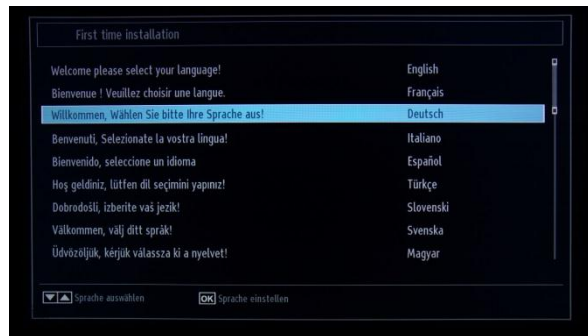 First time installation
Welcome please select your language! English
Bienvenue ! Veuillez choisir une langue. Français
Willkommen, Wählen Sie bitte Ihre Sprache aus! Deutsch
Benvenuti, Selezionate la vostra lingua! Italiano
Bienvenido, seleccione un idioma Español
Hoş geldiniz, lütfen dil seçimini yapınız! Türkçe
Dobrodošli, izberite vaš jezik! Slovenski
Välkommen, välj ditt språk! Svenska
Üdvözöljük, kérjük válassza ki a nyelvet! Magyar
Sprache auswählen OK Sprache einstellen